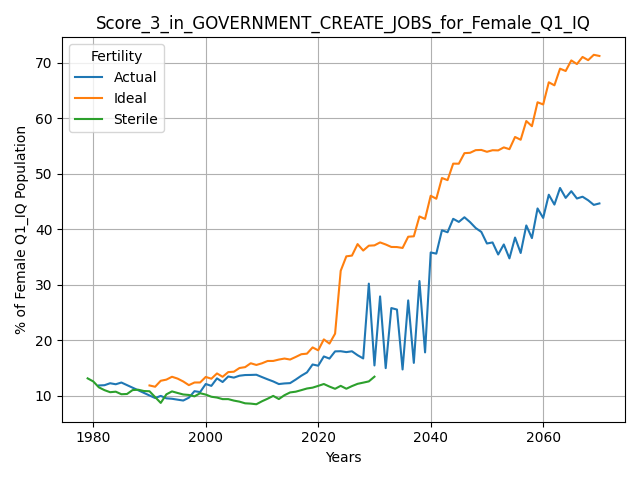 Score_3_in_GOVERNMENT_CREATE_JOBS_for_Female_Q1_IQ
Fertility
Actual
Ideal
Sterile
% of Female Q1_IQ Population
70
60
50
40
30
20
10
1980
2000
2020
2040
2060
Years